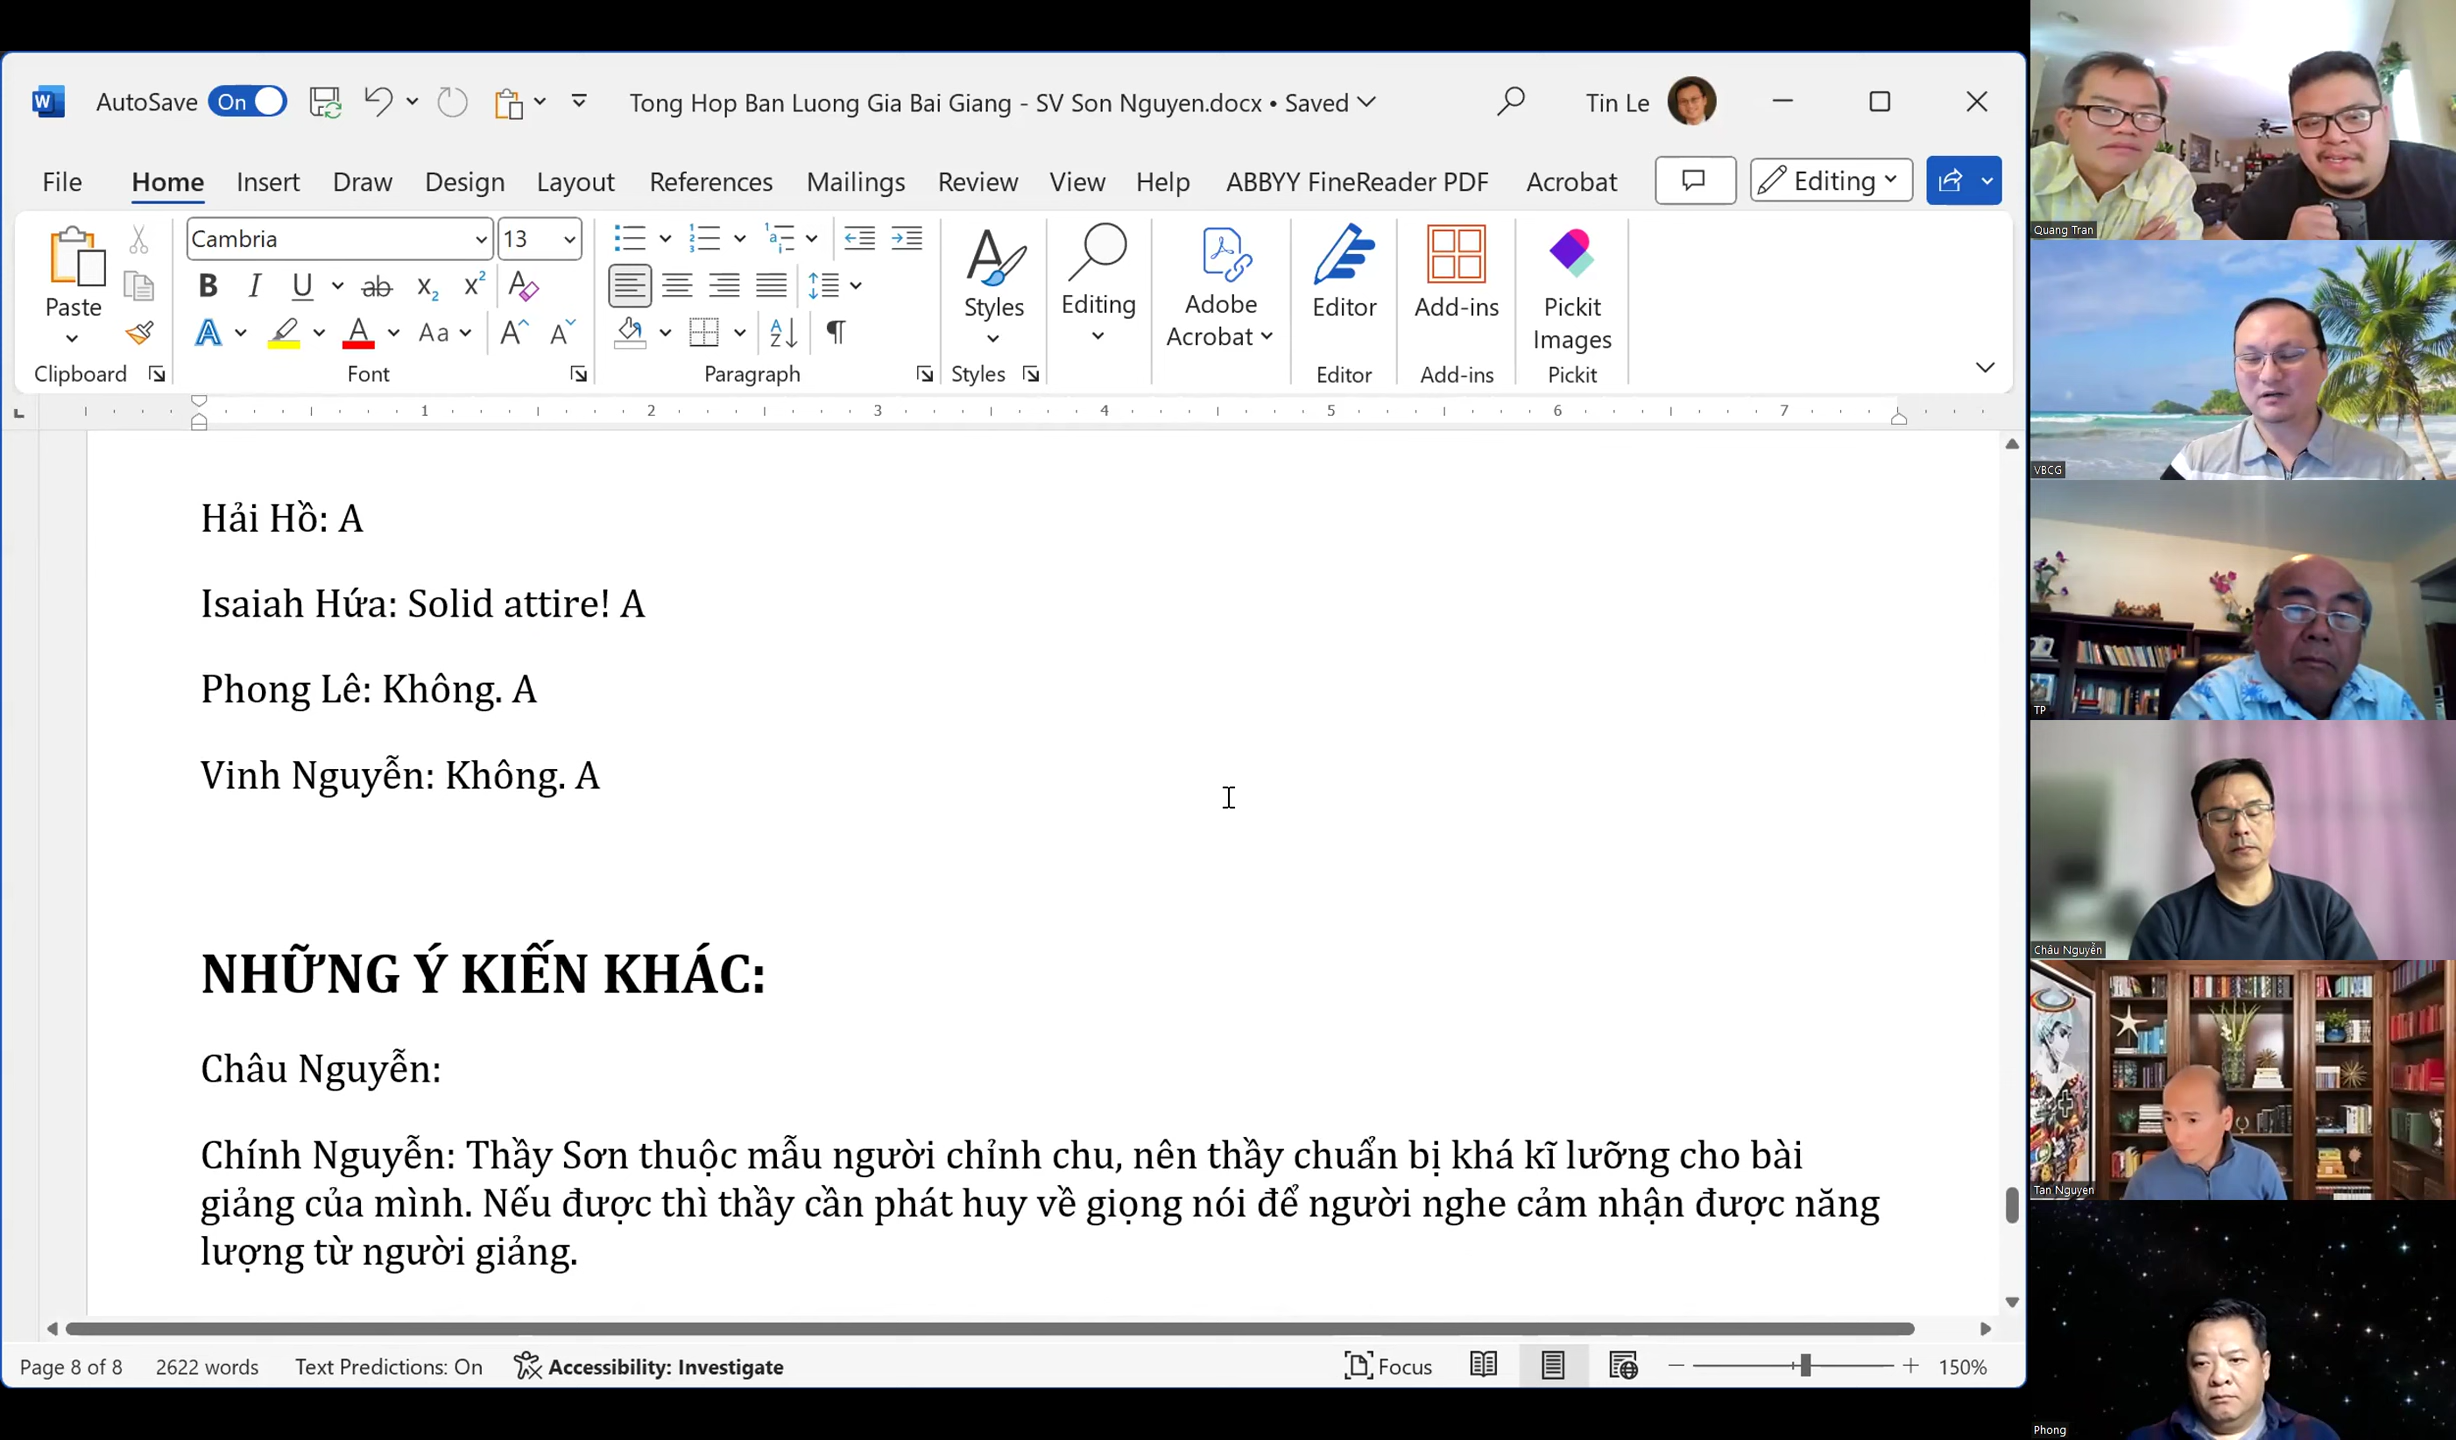 AutoSave On Tong Hop Ban Luong Gia Bai Giang - SV Son Nguyen.docx • Saved Tin Le
File Home Insert Draw Design Layout References Mailings Review View Help ABBYY FineReader PDF Acrobat Editing
Cambria 13
Paste
Styles
Editing
Adobe
Acrobat
Editor
Add-ins
Pickit
Images
Clipboard Font Paragraph Styles Editor Add-ins Pickit
1 2 3 4 5 6 7
Hải Hồ: A
Isaiah Hứa: Solid attire! A
Phong Lê: Không. A
Vinh Nguyễn: Không. A
NHỮNG Ý KIẾN KHÁC:
Châu Nguyễn:
Chính Nguyễn: Thầy Sơn thuộc mẫu người chỉnh chu, nên thầy chuẩn bị khá kĩ lưỡng cho bài
giảng của mình. Nếu được thì thầy cần phát huy về giọng nói để người nghe cảm nhận được năng
lượng từ người giảng.
Page 8 of 8 2622 words Text Predictions: On Accessibility: Investigate Focus 150%
Quang Tran
VBCG
TP
Châu Nguyễn
Tan Nguyen
Phong